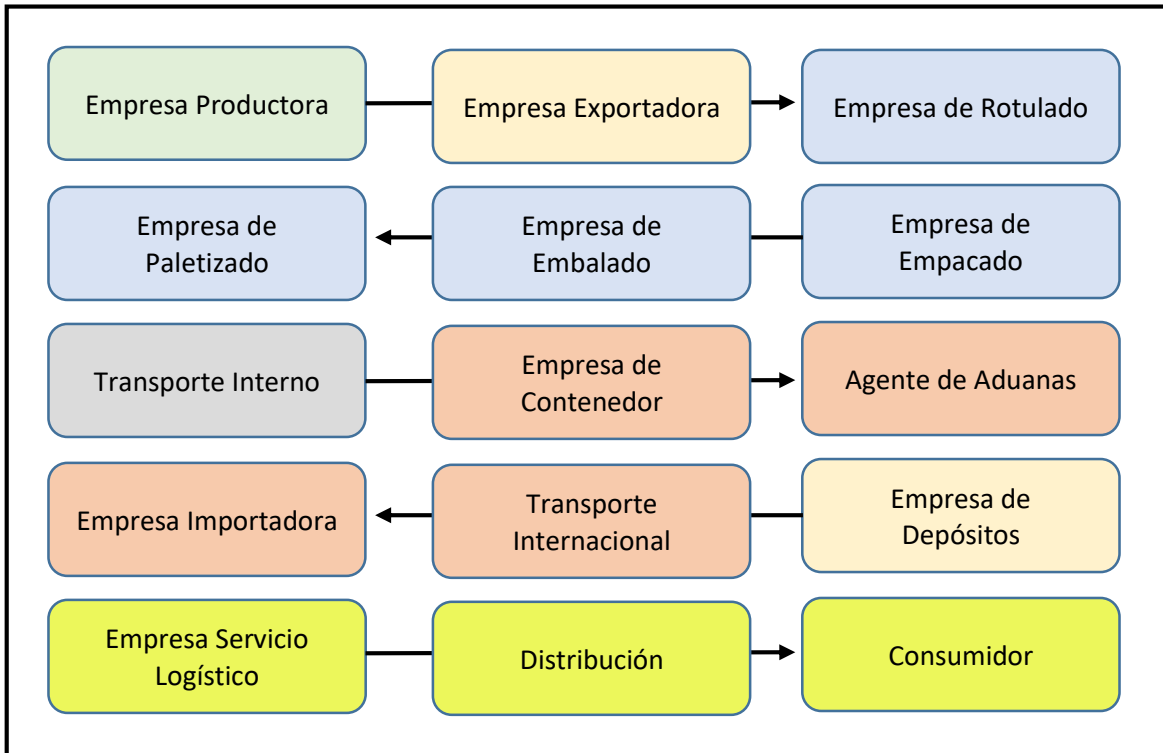 Empresa Productora
Empresa Exportadora
Empresa de Rotulado
Empresa de
Paletizado
Empresa de
Embalado
Empresa de
Empacado
Transporte Interno
Empresa de
Contenedor
Agente de Aduanas
Empresa Importadora
Transporte
Internacional
Empresa de
Depósitos
Empresa Servicio
Logístico
Distribución
Consumidor